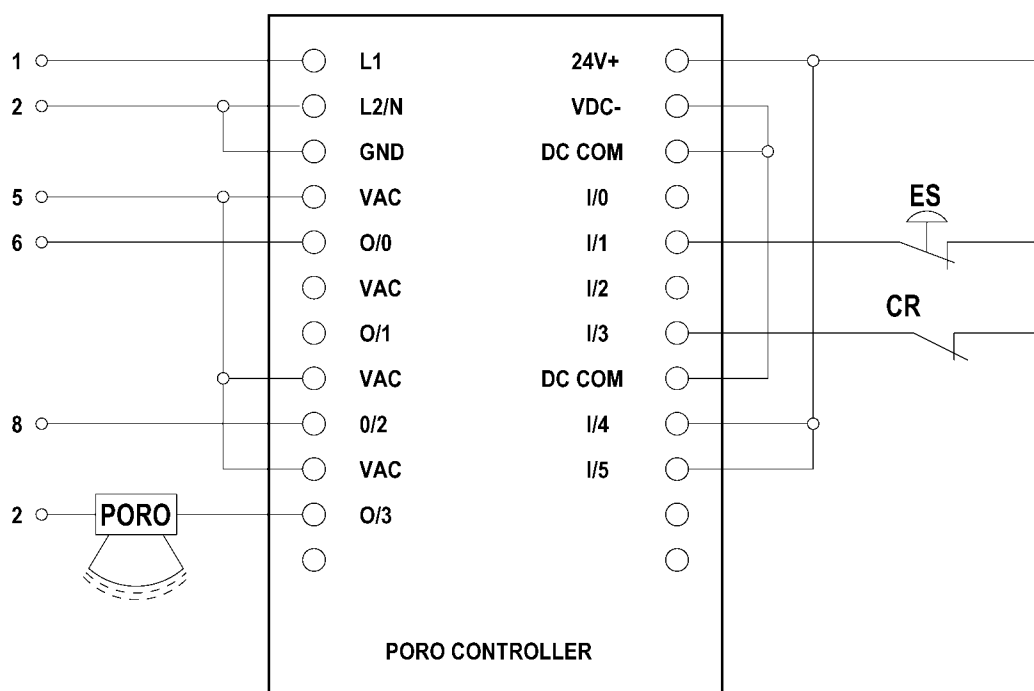 1 L1 24V+
2 L2/N VDC-
GND DC COM
5 VAC I/0 ES
6 O/0 I/1
VAC I/2
CR
O/1 I/3
VAC DC COM
8 0/2 I/4
VAC I/5
2 PORO O/3
PORO CONTROLLER